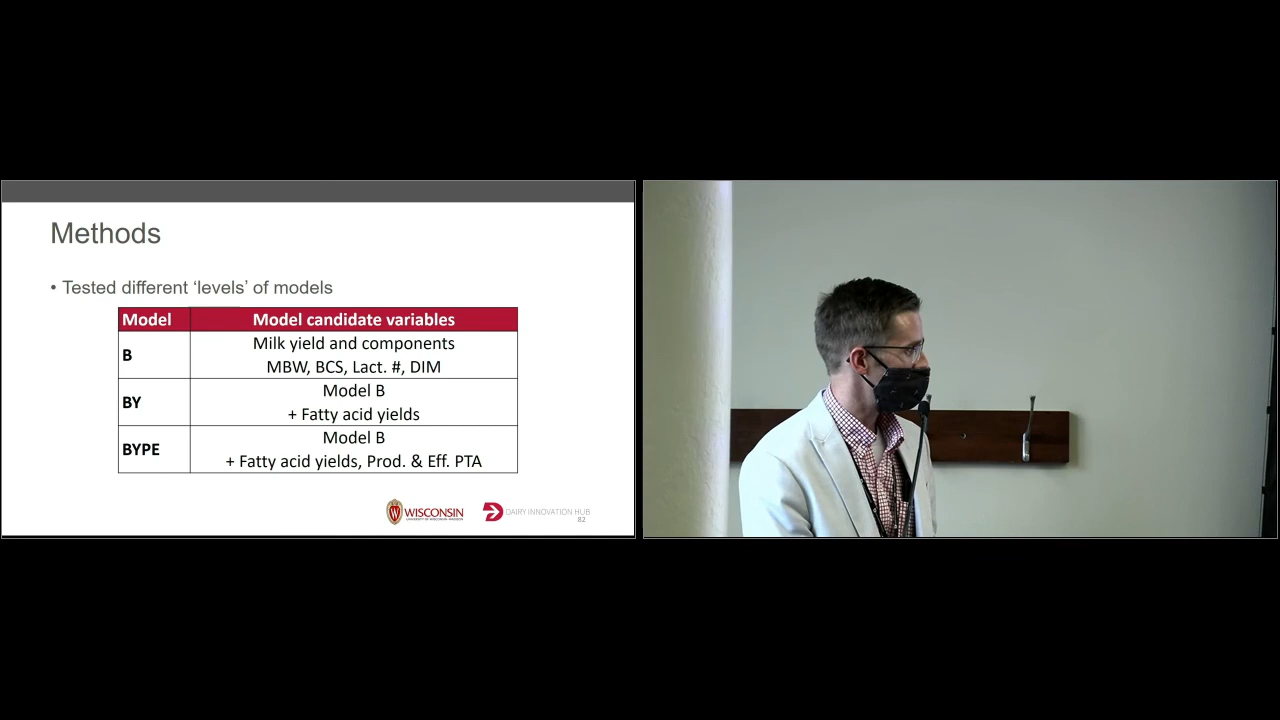 Methods
• Tested different ‘levels’ of models
Model Model candidate variables
B
Milk yield and components
MBW, BCS, Lact. #, DIM
BY
Model B
+ Fatty acid yields
BYPE
Model B
+ Fatty acid yields, Prod. & Eff. PTA
WISCONSIN
UNIVERSITY OF WISCONSIN-MADISON
DAIRY INNOVATION HUB
82